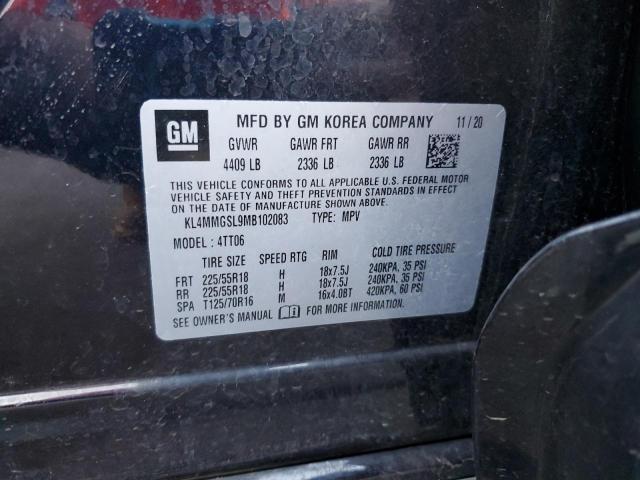 GM MFD BY GM KOREA COMPANY 11/20
GVWR GAWR FRT GAWR RR
4409 LB 2336 LB 2336 LB
THIS VEHICLE CONFORMS TO ALL APPLICABLE U.S. FEDERAL MOTOR
VEHICLE SAFETY AND THEFT PREVENTION STANDARDS IN EFFECT
ON THE DATE OF MANUFACTURE SHOWN ABOVE.
KL4MMGSL9MB102083 TYPE: MPV
MODEL: 4TT06
TIRE SIZE SPEED RTG RIM COLD TIRE PRESSURE
FRT 225/55R18 H 18x7.5J 240KPA, 35 PSI
RR 225/55R18 H 18x7.5J 240KPA, 35 PSI
SPA T125/70R16 M 16x4.0BT 420KPA, 60 PSI
SEE OWNER'S MANUAL FOR MORE INFORMATION.